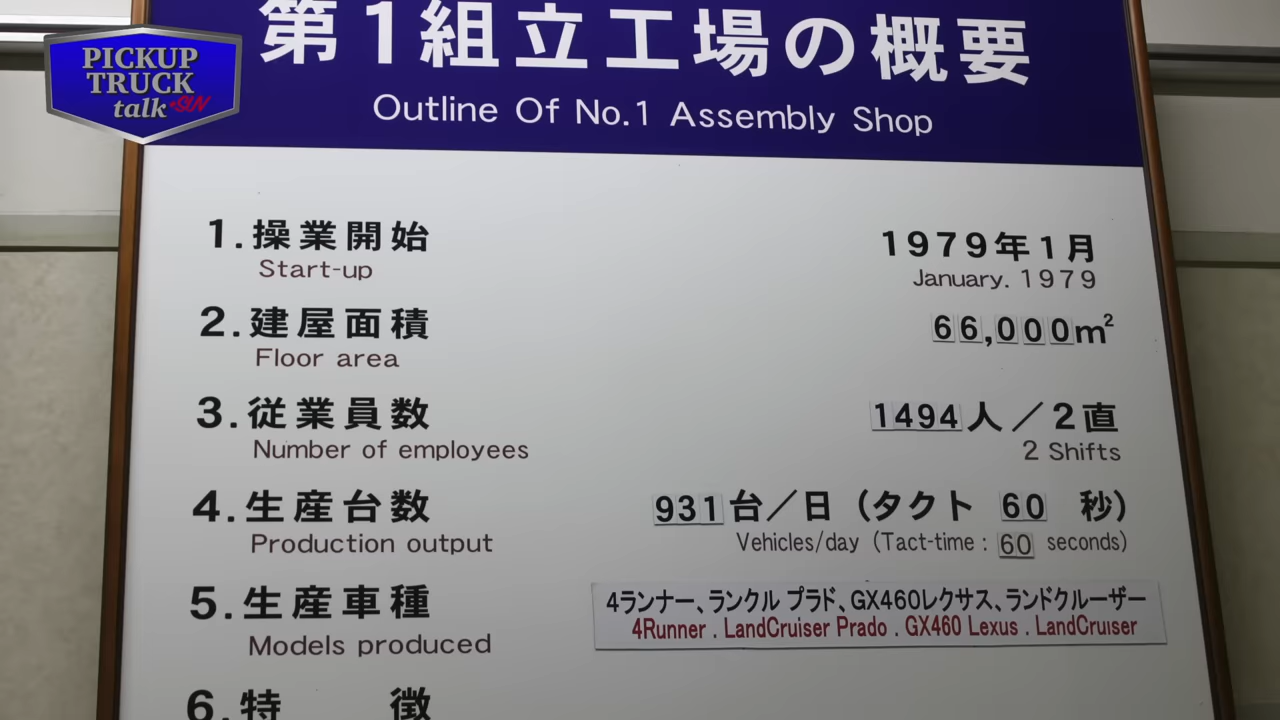 PICKUP
TRUCK
talk +SUV
第1組立工場の概要
Outline Of No.1 Assembly Shop
1.操業開始 1979年1月
Start-up January. 1979
2.建屋面積 66,000m²
Floor area
3.従業員数 1494人／2直
Number of employees 2 Shifts
4.生産台数 931台／日（タクト 60 秒）
Production output Vehicles/day (Tact-time : 60 seconds)
5.生産車種 4ランナー、ランクル プラド、GX460レクサス、ランドクルーザー
Models produced 4Runner . LandCruiser Prado . GX460 Lexus . LandCruiser
6.特 徴